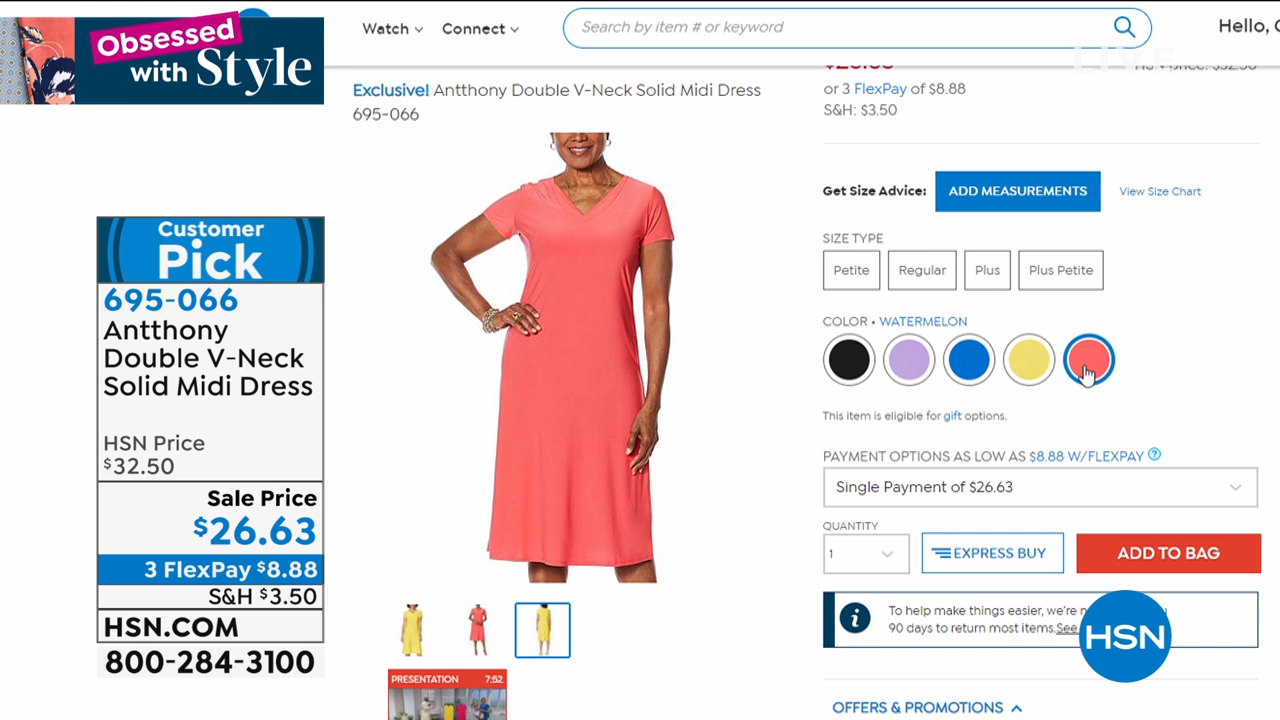 Obsessed
with Style
Watch
Connect
Search by item # or keyword
Hello,
LIVE
Exclusive! Antthony Double V-Neck Solid Midi Dress
695-066
or 3 FlexPay of $8.88
S&H: $3.50
Get Size Advice:
ADD MEASUREMENTS
View Size Chart
SIZE TYPE
Petite
Regular
Plus
Plus Petite
COLOR • WATERMELON
This item is eligible for gift options.
PAYMENT OPTIONS AS LOW AS $8.88 W/FLEXPAY ?
Single Payment of $26.63
QUANTITY
1
EXPRESS BUY
ADD TO BAG
i
To help make things easier, we're
90 days to return most items. See
HSN
OFFERS & PROMOTIONS
Customer
Pick
695-066
Antthony
Double V-Neck
Solid Midi Dress
HSN Price
$32.50
Sale Price
$26.63
3 FlexPay $8.88
S&H $3.50
HSN.COM
800-284-3100
PRESENTATION 7:52